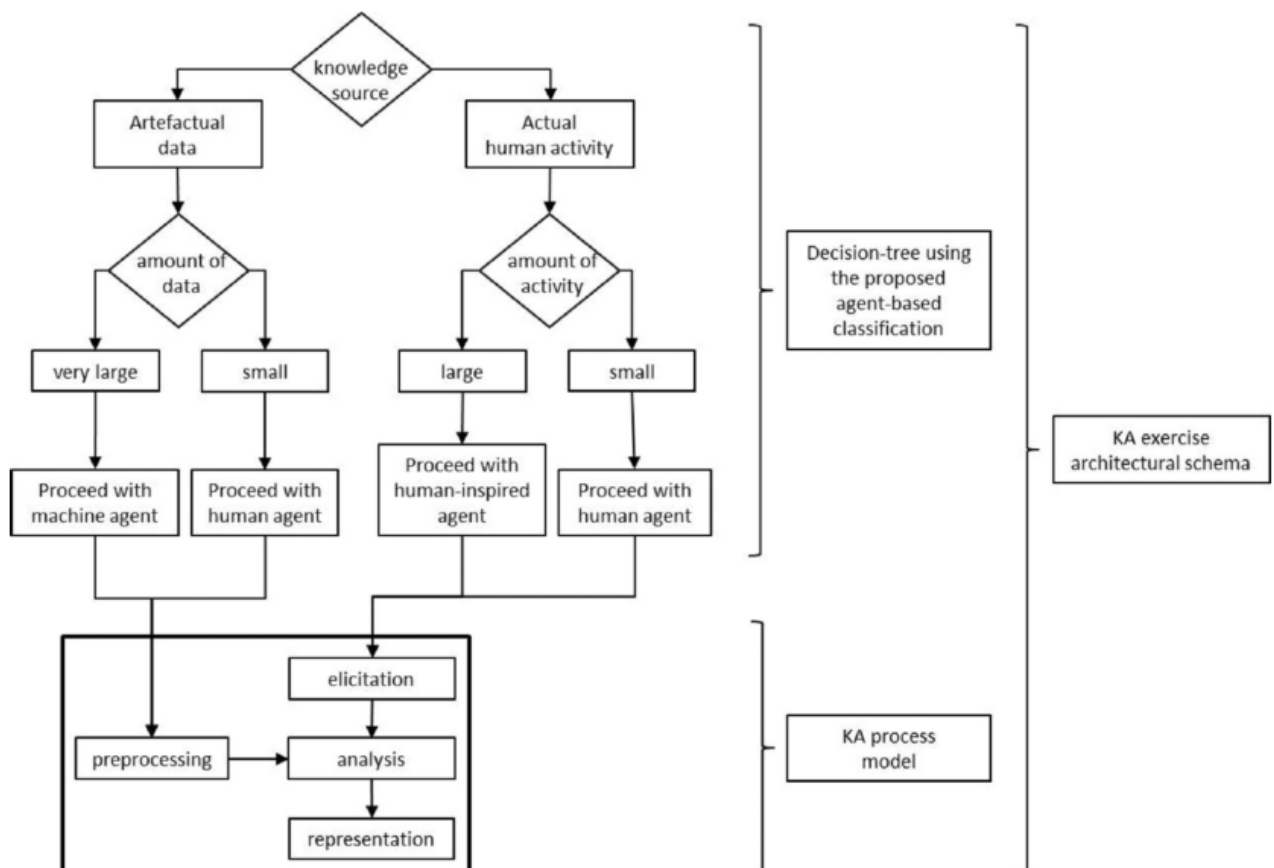 knowledge
source
Artefactual
data
Actual
human activity
amount of
data
amount of
activity
Decision-tree using
the proposed
agent-based
classification
very large
small
large
small
KA exercise
architectural schema
Proceed with
machine agent
Proceed with
human agent
Proceed with
human-inspired
agent
Proceed with
human agent
elicitation
preprocessing
analysis
KA process
model
representation